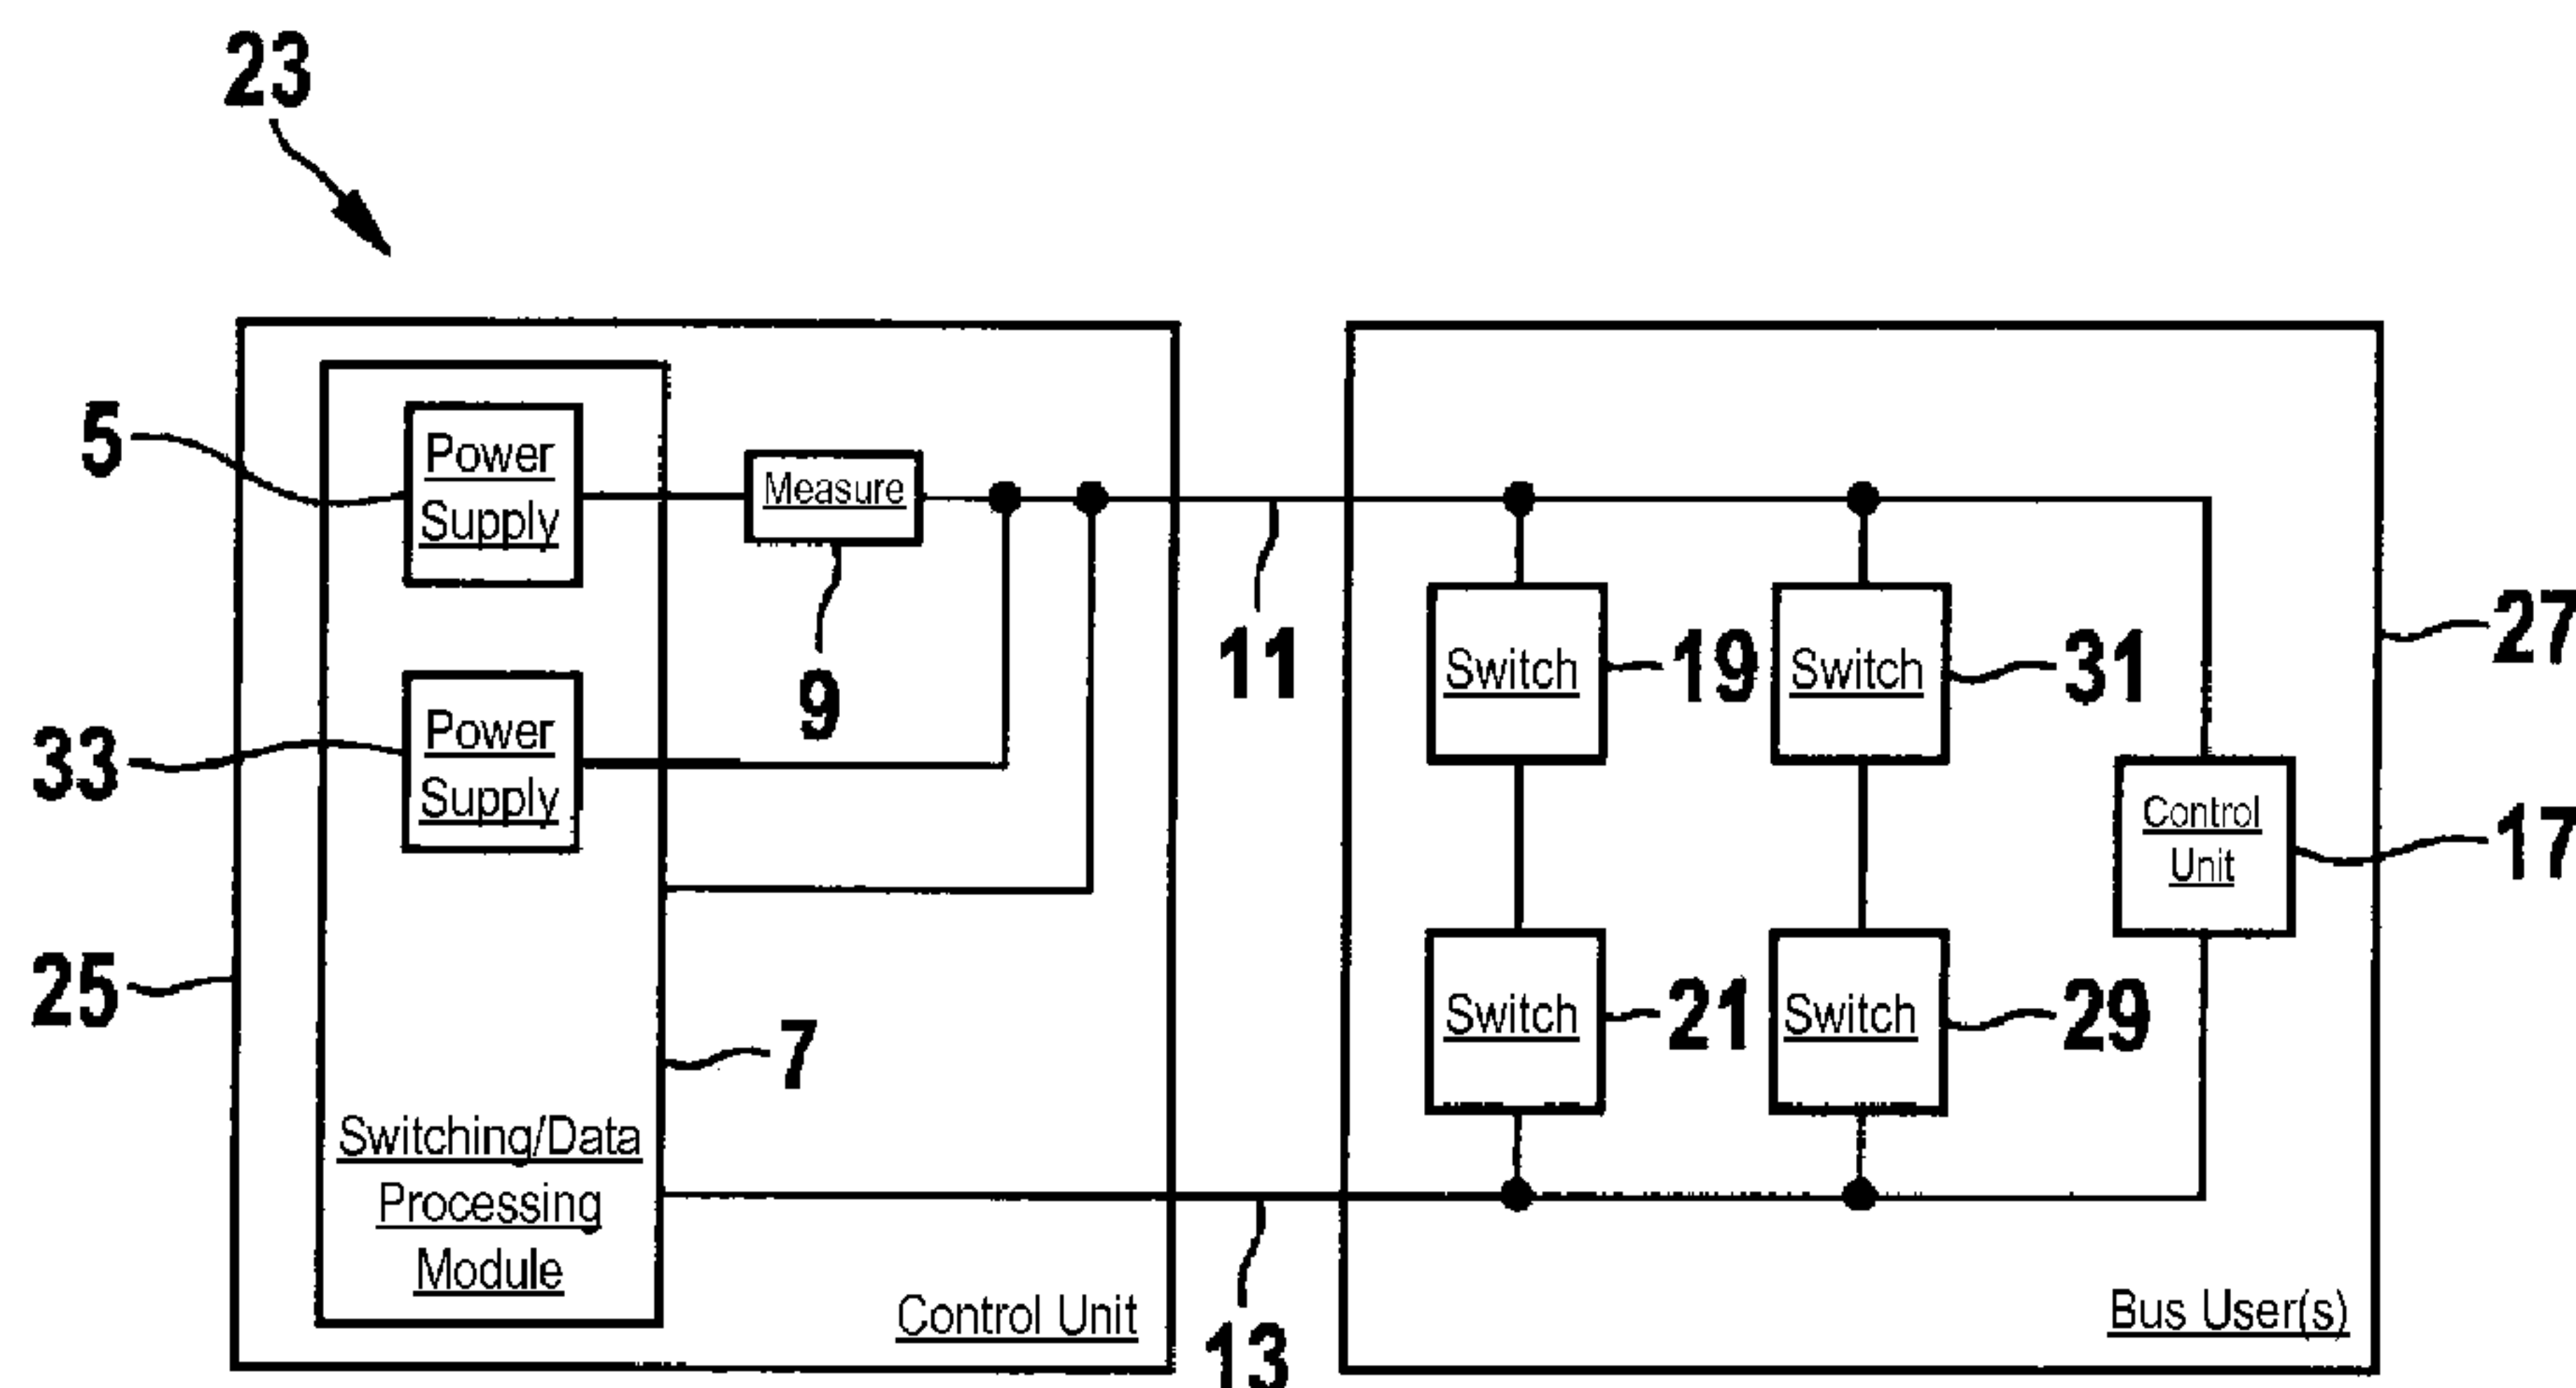 23
5
Power
Supply
Measure
9
11
33
Power
Supply
25
7
Switching/Data
Processing
Module
Control Unit
13
Switch
19
Switch
31
27
Control
Unit
17
Switch
21
Switch
29
Bus User(s)